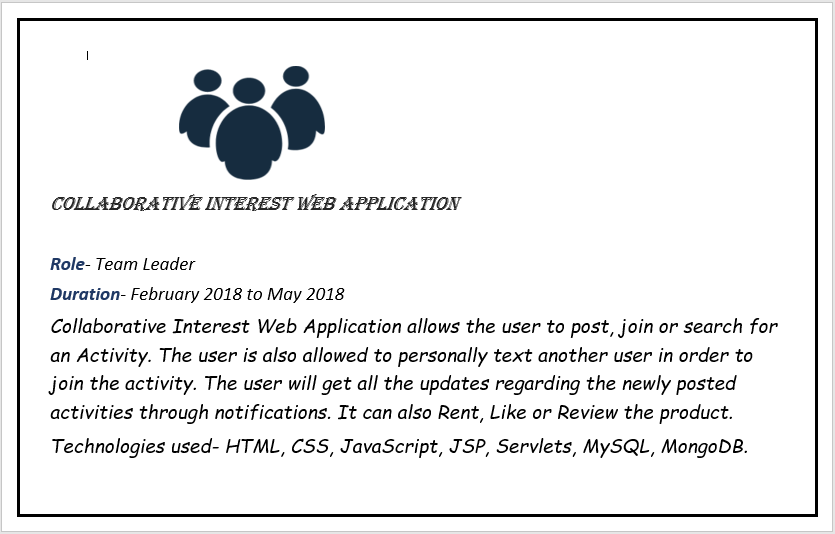 COLLABORATIVE INTEREST WEB APPLICATION
Role- Team Leader
Duration- February 2018 to May 2018
Collaborative Interest Web Application allows the user to post, join or search for
an Activity. The user is also allowed to personally text another user in order to
join the activity. The user will get all the updates regarding the newly posted
activities through notifications. It can also Rent, Like or Review the product.
Technologies used- HTML, CSS, JavaScript, JSP, Servlets, MySQL, MongoDB.